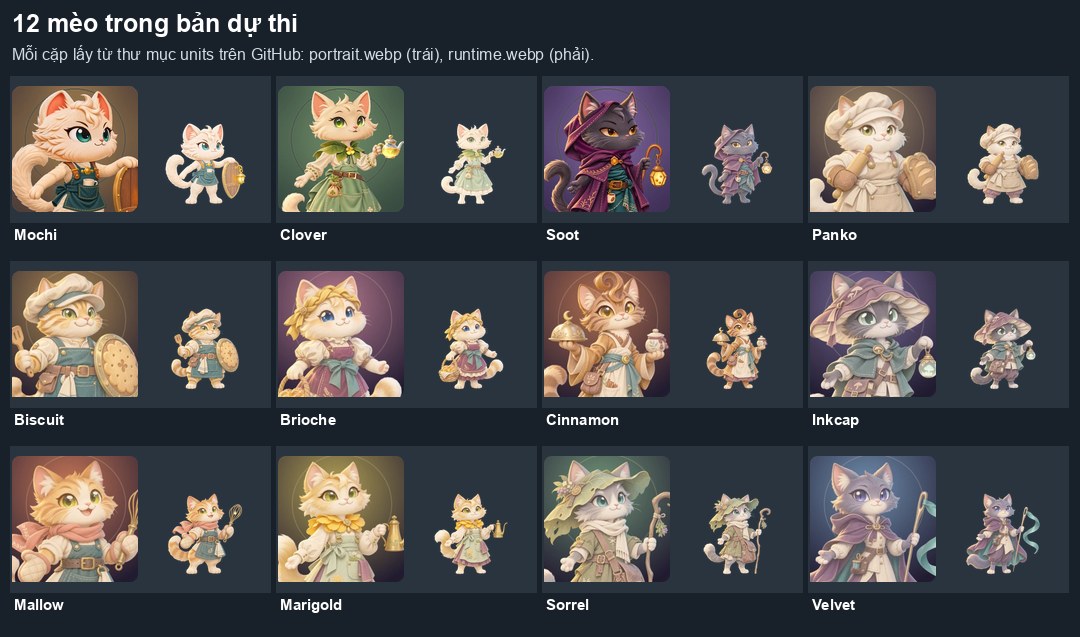 12 mèo trong bản dự thi
Mỗi cặp lấy từ thư mục units trên GitHub: portrait.webp (trái), runtime.webp (phải).
Mochi
Clover
Soot
Panko
Biscuit
Brioche
Cinnamon
Inkcap
Mallow
Marigold
Sorrel
Velvet